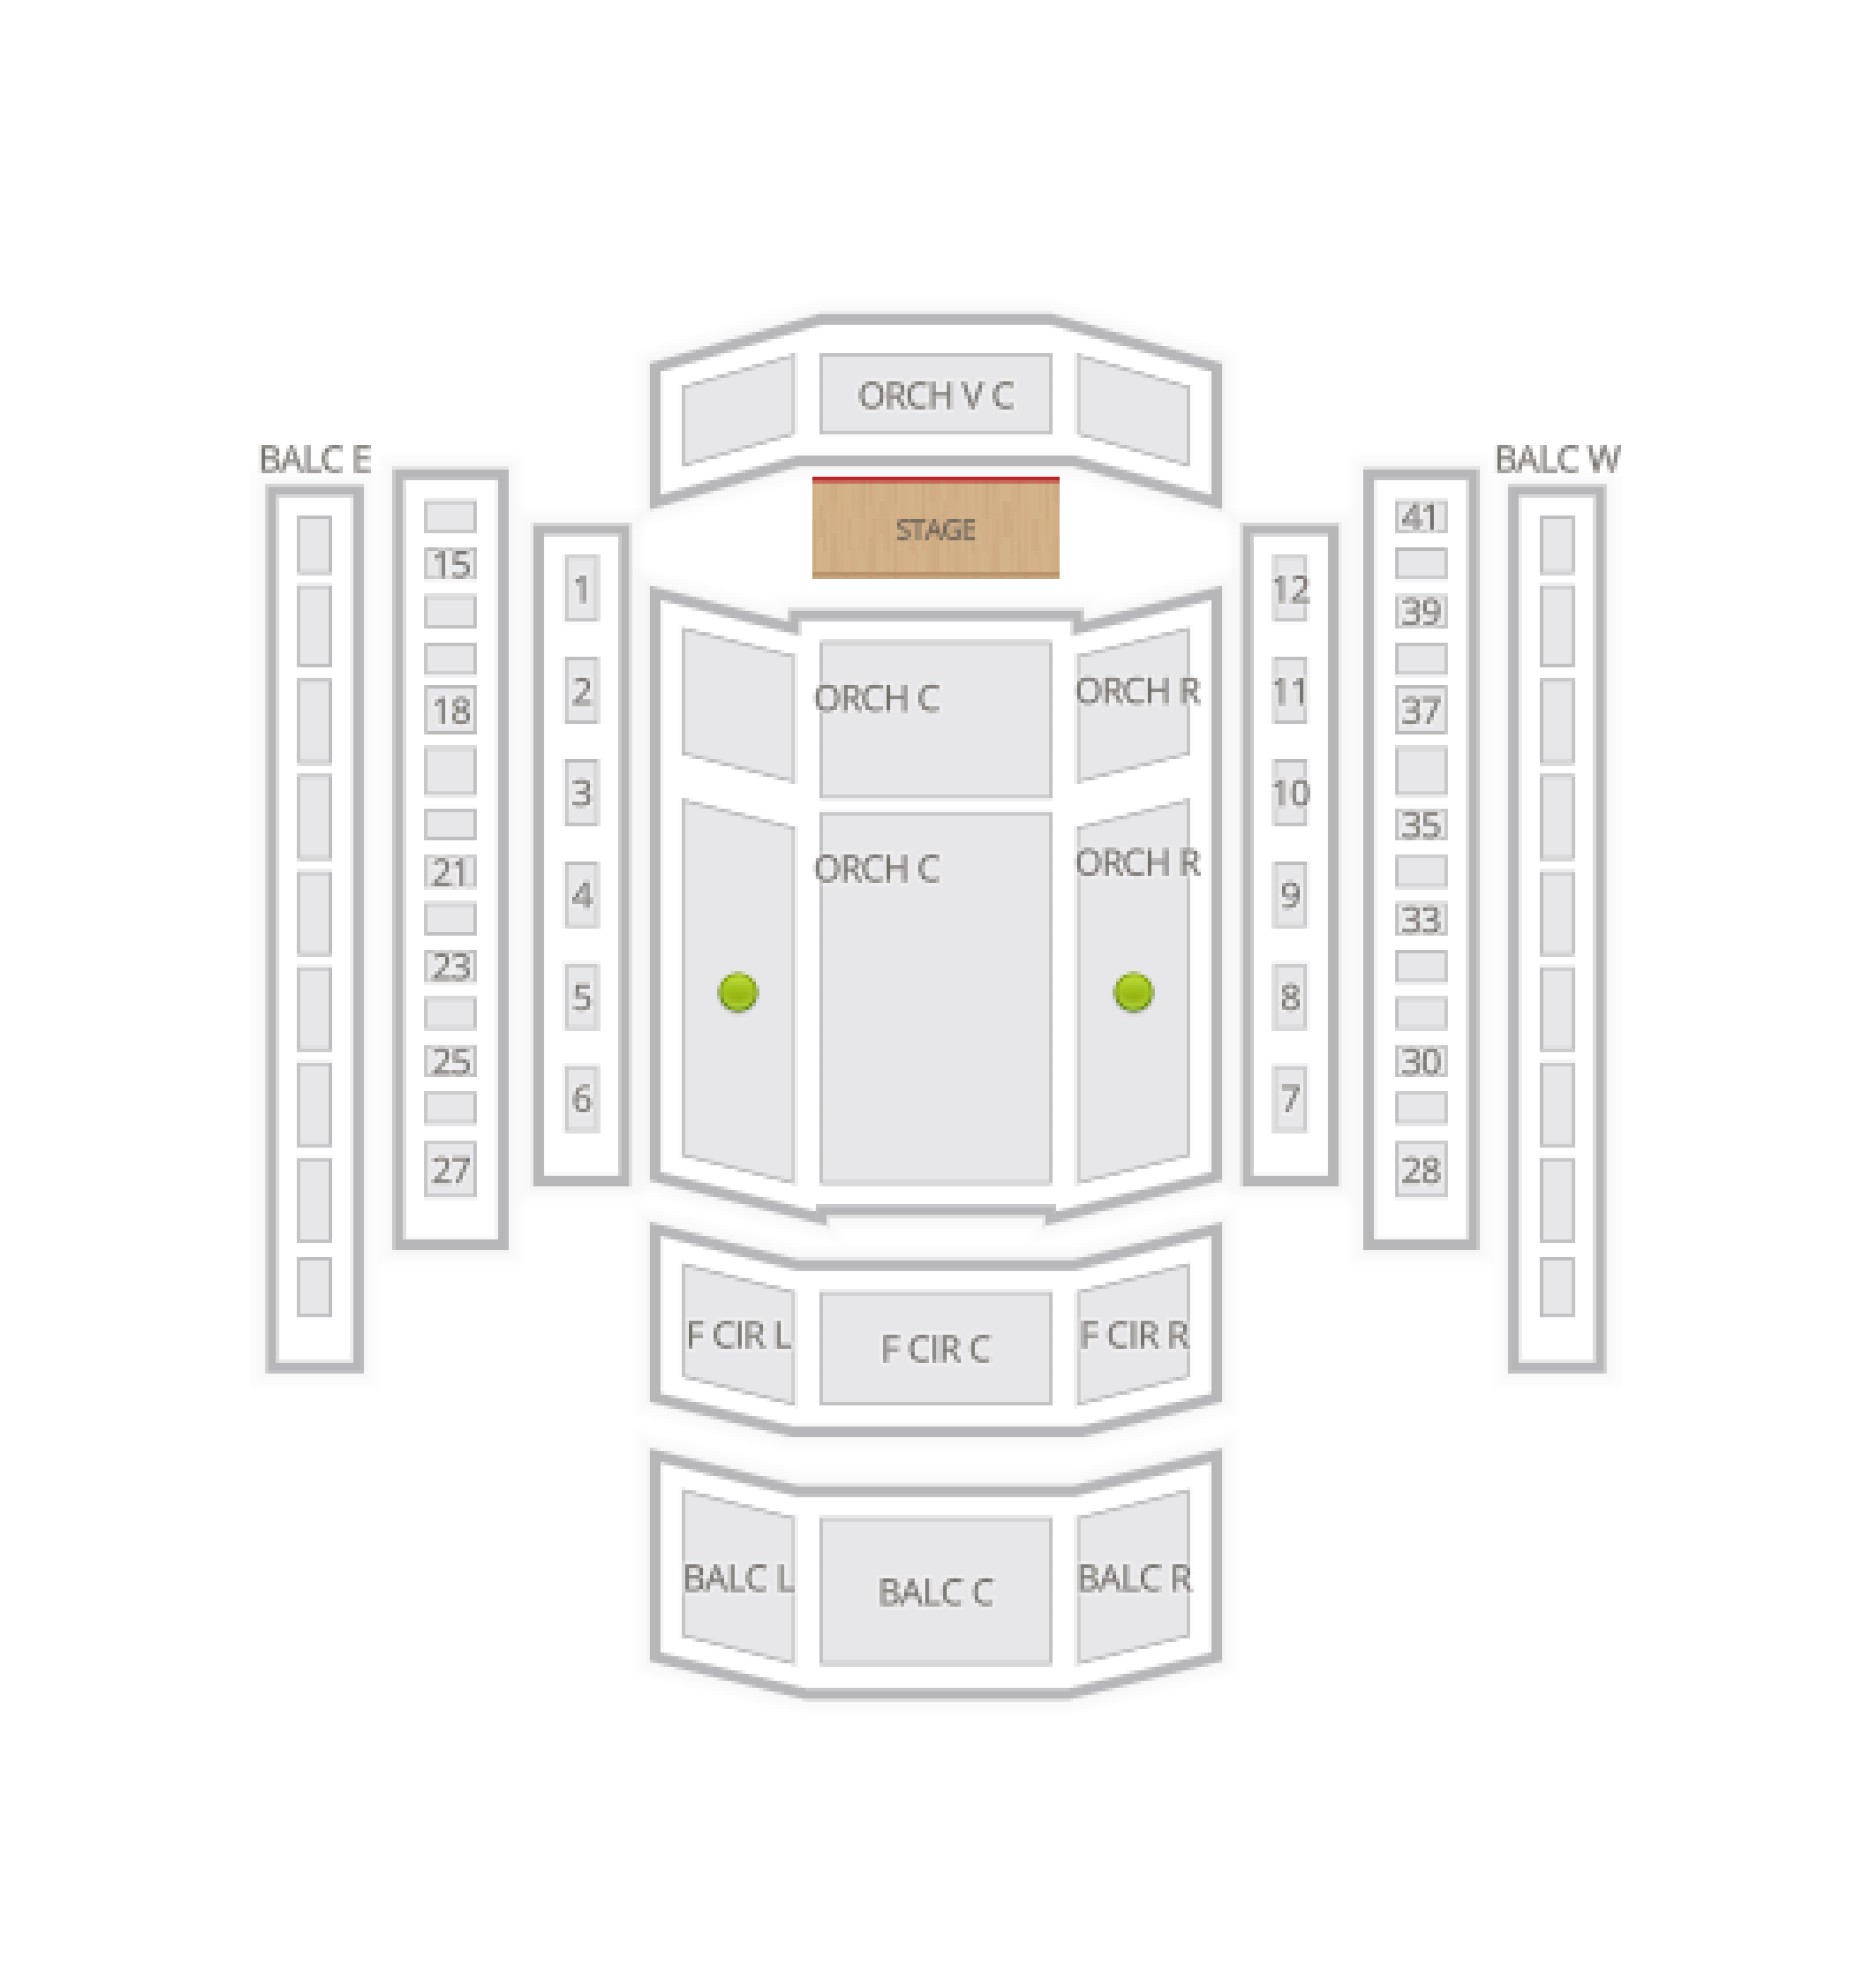 ORCH V C
BALC E
BALC W
STAGE
41
15
1
12
39
2
ORCH C
ORCH R
11
18
37
3
10
35
ORCH C
ORCH R
21
4
9
33
23
5
8
25
30
6
7
27
28
F CIR L
F CIR C
F CIR R
BALC L
BALC C
BALC R